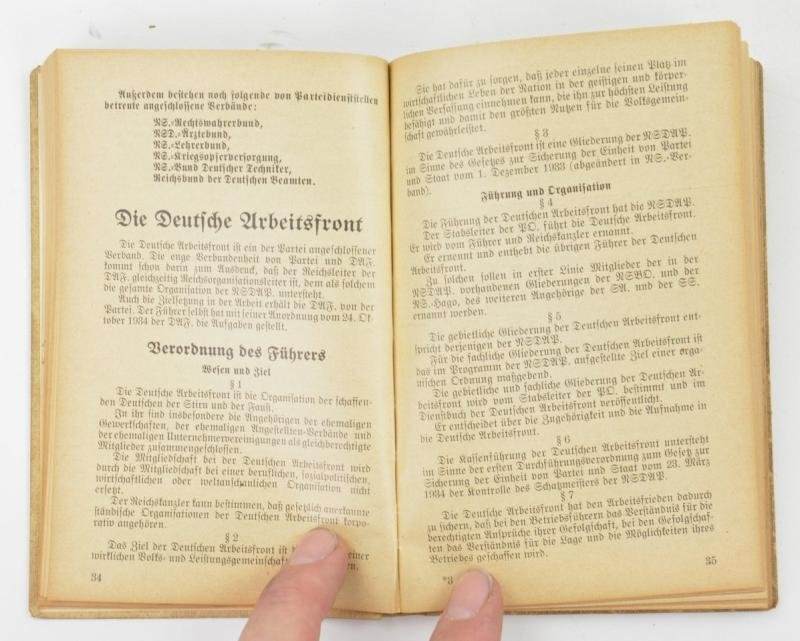 Außerdem bestehen noch folgende von Parteidienststellen
betreute angeschlossene Verbände:
NS.-Rechtswahrerbund,
NSD.-Ärztebund,
NS.-Lehrerbund,
NS.-Kriegsopferversorgung,
NS.-Bund Deutscher Techniker,
Reichsbund der Deutschen Beamten.
Die Deutsche Arbeitsfront
Die Deutsche Arbeitsfront ist ein der Partei angeschlossener
Verband. Die enge Verbundenheit von Partei und DAF.
kommt schon darin zum Ausdruck, daß der Reichsleiter der
DAF. gleichzeitig Reichsorganisationsleiter ist, dem als solchem
die gesamte Organisation der NSDAP. untersteht.
Auch die Zielsetzung in der Arbeit erhält die DAF. von der
Partei. Der Führer selbst hat mit seiner Anordnung vom 24. Ok-
tober 1934 der DAF. die Aufgaben gestellt.
Verordnung des Führers
Wesen und Ziel
§ 1
Die Deutsche Arbeitsfront ist die Organisation der schaffen-
den Deutschen der Stirn und der Faust.
In ihr sind insbesondere die Angehörigen der ehemaligen
Gewerkschaften, der ehemaligen Angestellten-Verbände und
der ehemaligen Unternehmervereinigungen als gleichberechtigte
Mitglieder zusammengeschlossen.
Die Mitgliedschaft bei der Deutschen Arbeitsfront wird
durch die Mitgliedschaft bei einer beruflichen, sozialpolitischen,
wirtschaftlichen oder weltanschaulichen Organisation nicht
ersetzt.
Der Reichskanzler kann bestimmen, daß gesetzlich anerkannte
ständische Organisationen der Deutschen Arbeitsfront korpo-
rativ angehören.
§ 2
Das Ziel der Deutschen Arbeitsfront ist einer
wirklichen Volks- und Leistungsgemeinschaft
34
Sie hat dafür zu sorgen, daß jeder einzelne seinen Platz im
wirtschaftlichen Leben der Nation in der geistigen und körper-
lichen Verfassung einnehmen kann, die ihn zur höchsten Leistung
befähigt und damit den größten Nutzen für die Volksgemein-
schaft gewährleistet.
§ 3
Die Deutsche Arbeitsfront ist eine Gliederung der NSDAP.
im Sinne des Gesetzes zur Sicherung der Einheit von Partei
und Staat vom 1. Dezember 1933 (abgeändert in NS.-Ver-
band).
Führung und Organisation
§ 4
Die Führung der Deutschen Arbeitsfront hat die NSDAP.
Der Stabsleiter der PO. führt die Deutsche Arbeitsfront.
Er wird vom Führer und Reichskanzler ernannt.
Er ernennt und enthebt die übrigen Führer der Deutschen
Arbeitsfront.
Zu solchen sollen in erster Linie Mitglieder der in der
NSDAP. vorhandenen Gliederungen der NSBO. und der
NS.-Hago, des weiteren Angehörige der SA. und der SS.
ernannt werden.
§ 5
Die gebietliche Gliederung der Deutschen Arbeitsfront ent-
spricht derjenigen der NSDAP.
Für die fachliche Gliederung der Deutschen Arbeitsfront ist
das im Programm der NSDAP. aufgestellte Ziel einer orga-
nischen Ordnung maßgebend.
Die gebietliche und fachliche Gliederung der Deutschen Ar-
beitsfront wird vom Stabsleiter der PO. bestimmt und im
Dienstbuch der Deutschen Arbeitsfront veröffentlicht.
Er entscheidet über die Zugehörigkeit und die Aufnahme in
die Deutsche Arbeitsfront.
§ 6
Die Kassenführung der Deutschen Arbeitsfront untersteht
im Sinne der ersten Durchführungsverordnung zum Gesetz zur
Sicherung der Einheit von Partei und Staat vom 23. März
1934 der Kontrolle des Schatzmeisters der NSDAP.
§ 7
Die Deutsche Arbeitsfront hat den Arbeitsfrieden dadurch
zu sichern, daß bei den Betriebsführern das Verständnis für die
berechtigten Ansprüche ihrer Gefolgschaft, bei den Gefolgschaf-
ten das Verständnis für die Lage und die Möglichkeiten ihres
Betriebes geschaffen wird.
*3
35